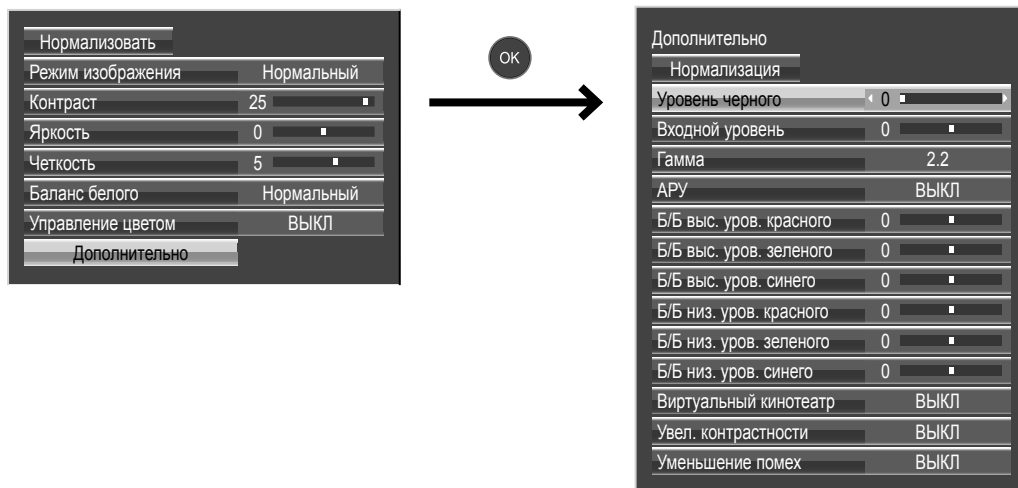 Нормализовать
Режим изображения Нормальный
Контраст 25
Яркость 0
Четкость 5
Баланс белого Нормальный
Управление цветом ВЫКЛ
Дополнительно
OK
Дополнительно
Нормализация
Уровень черного 0
Входной уровень 0
Гамма 2.2
АРУ ВЫКЛ
Б/Б выс. уров. красного 0
Б/Б выс. уров. зеленого 0
Б/Б выс. уров. синего 0
Б/Б низ. уров. красного 0
Б/Б низ. уров. зеленого 0
Б/Б низ. уров. синего 0
Виртуальный кинотеатр ВЫКЛ
Увел. контрастности ВЫКЛ
Уменьшение помех ВЫКЛ